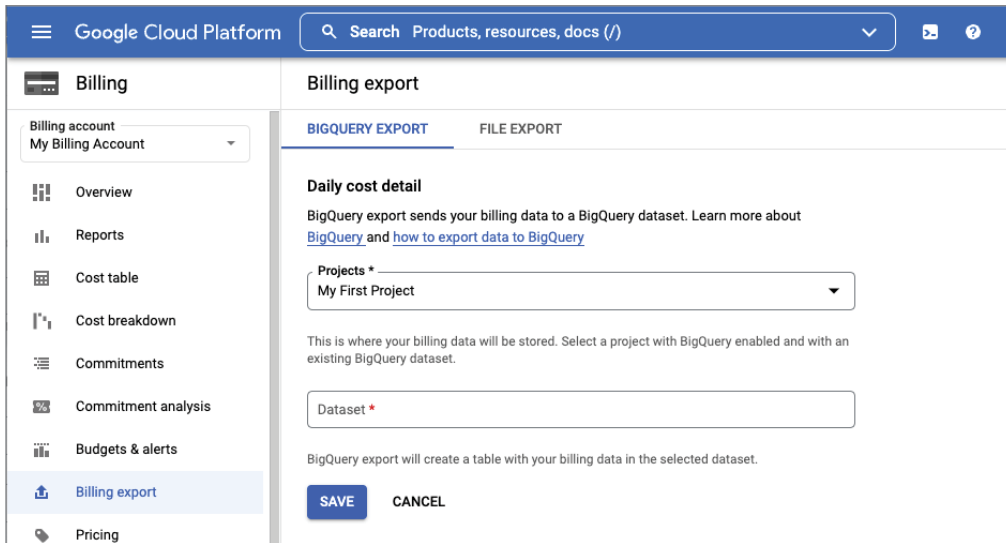 Google Cloud Platform
Search Products, resources, docs (/)
Billing
Billing export
Billing account
My Billing Account
BIGQUERY EXPORT
FILE EXPORT
Overview
Reports
Cost table
Cost breakdown
Commitments
Commitment analysis
Budgets & alerts
Billing export
Pricing
Daily cost detail
BigQuery export sends your billing data to a BigQuery dataset. Learn more about
BigQuery and how to export data to BigQuery
Projects *
My First Project
This is where your billing data will be stored. Select a project with BigQuery enabled and with an
existing BigQuery dataset.
Dataset *
BigQuery export will create a table with your billing data in the selected dataset.
SAVE
CANCEL